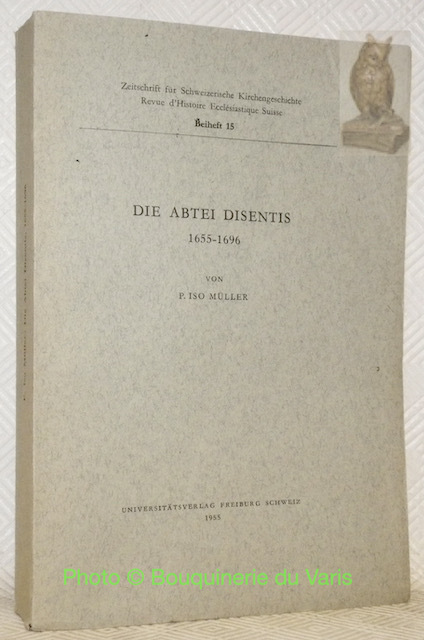 Zeitschrift für Schweizerische Kirchengeschichte
Revue d'Histoire Ecclésiastique Suisse
Beiheft 15
DIE ABTEI DISENTIS
1655-1696
VON
P. ISO MÜLLER
UNIVERSITÄTSVERLAG FREIBURG SCHWEIZ
1955
Photo © Bouquinerie du Varis